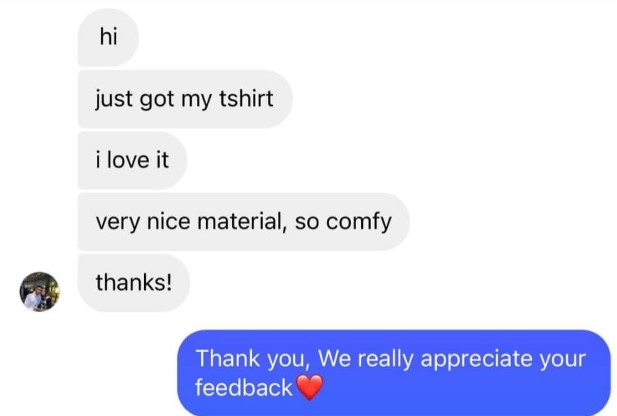 hi
just got my tshirt
i love it
very nice material, so comfy
thanks!
Thank you, We really appreciate your
feedback❤️